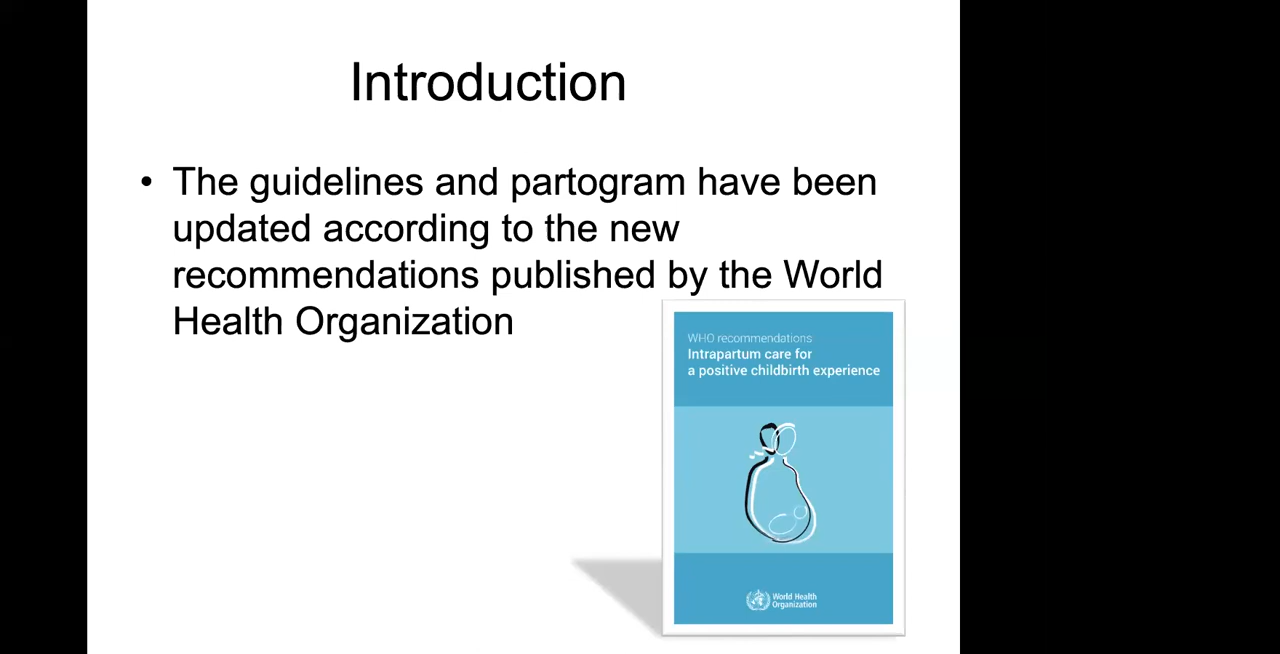 Introduction
• The guidelines and partogram have been
updated according to the new
recommendations published by the World
Health Organization
WHO recommendations
Intrapartum care for
a positive childbirth experience
World Health
Organization